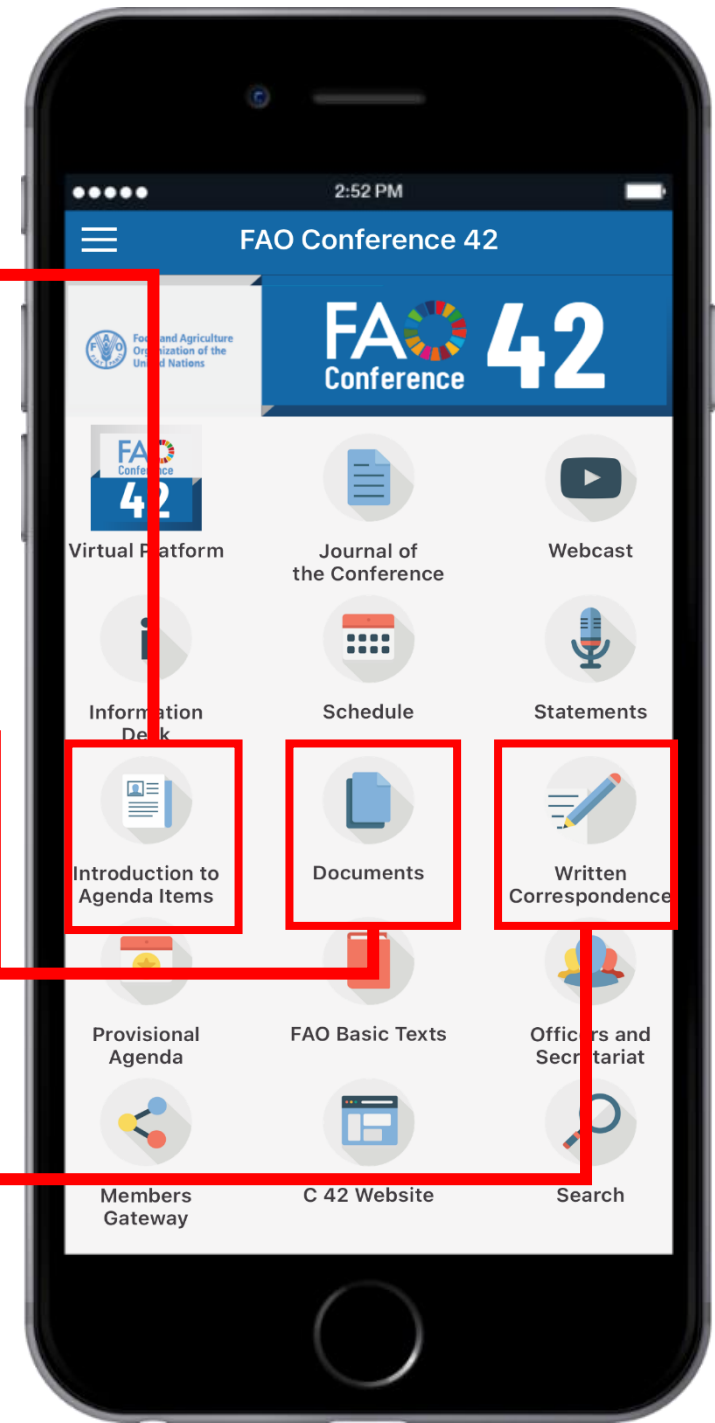 2:52 PM
FAO Conference 42
Food and Agriculture
Organization of the
United Nations
FAO
Conference
42
FAO
Conference
42
Virtual Platform
Journal of
the Conference
Webcast
Information
Desk
Schedule
Statements
Introduction to
Agenda Items
Documents
Written
Correspondence
Provisional
Agenda
FAO Basic Texts
Officers and
Secretariat
Members
Gateway
C 42 Website
Search